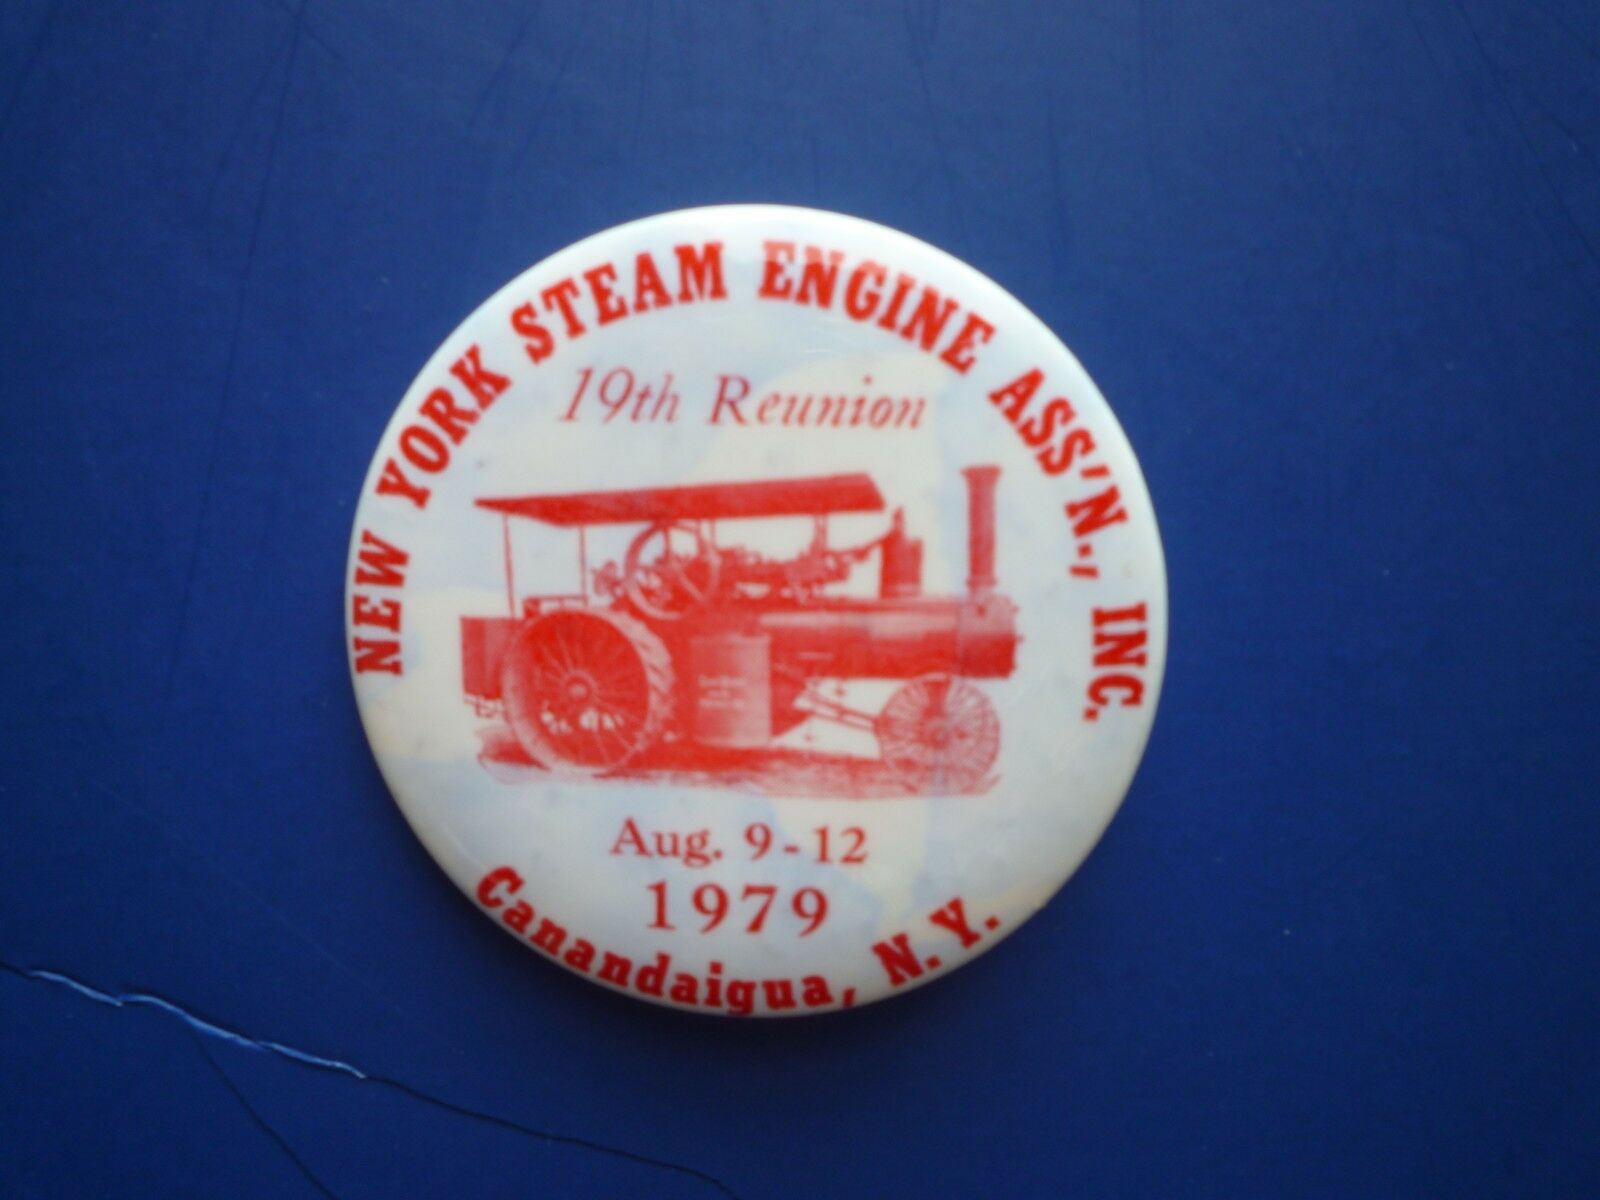 NEW YORK STEAM ENGINE ASS'N., INC.
19th Reunion
Aug. 9-12
1979
Canandaigua, N. Y.